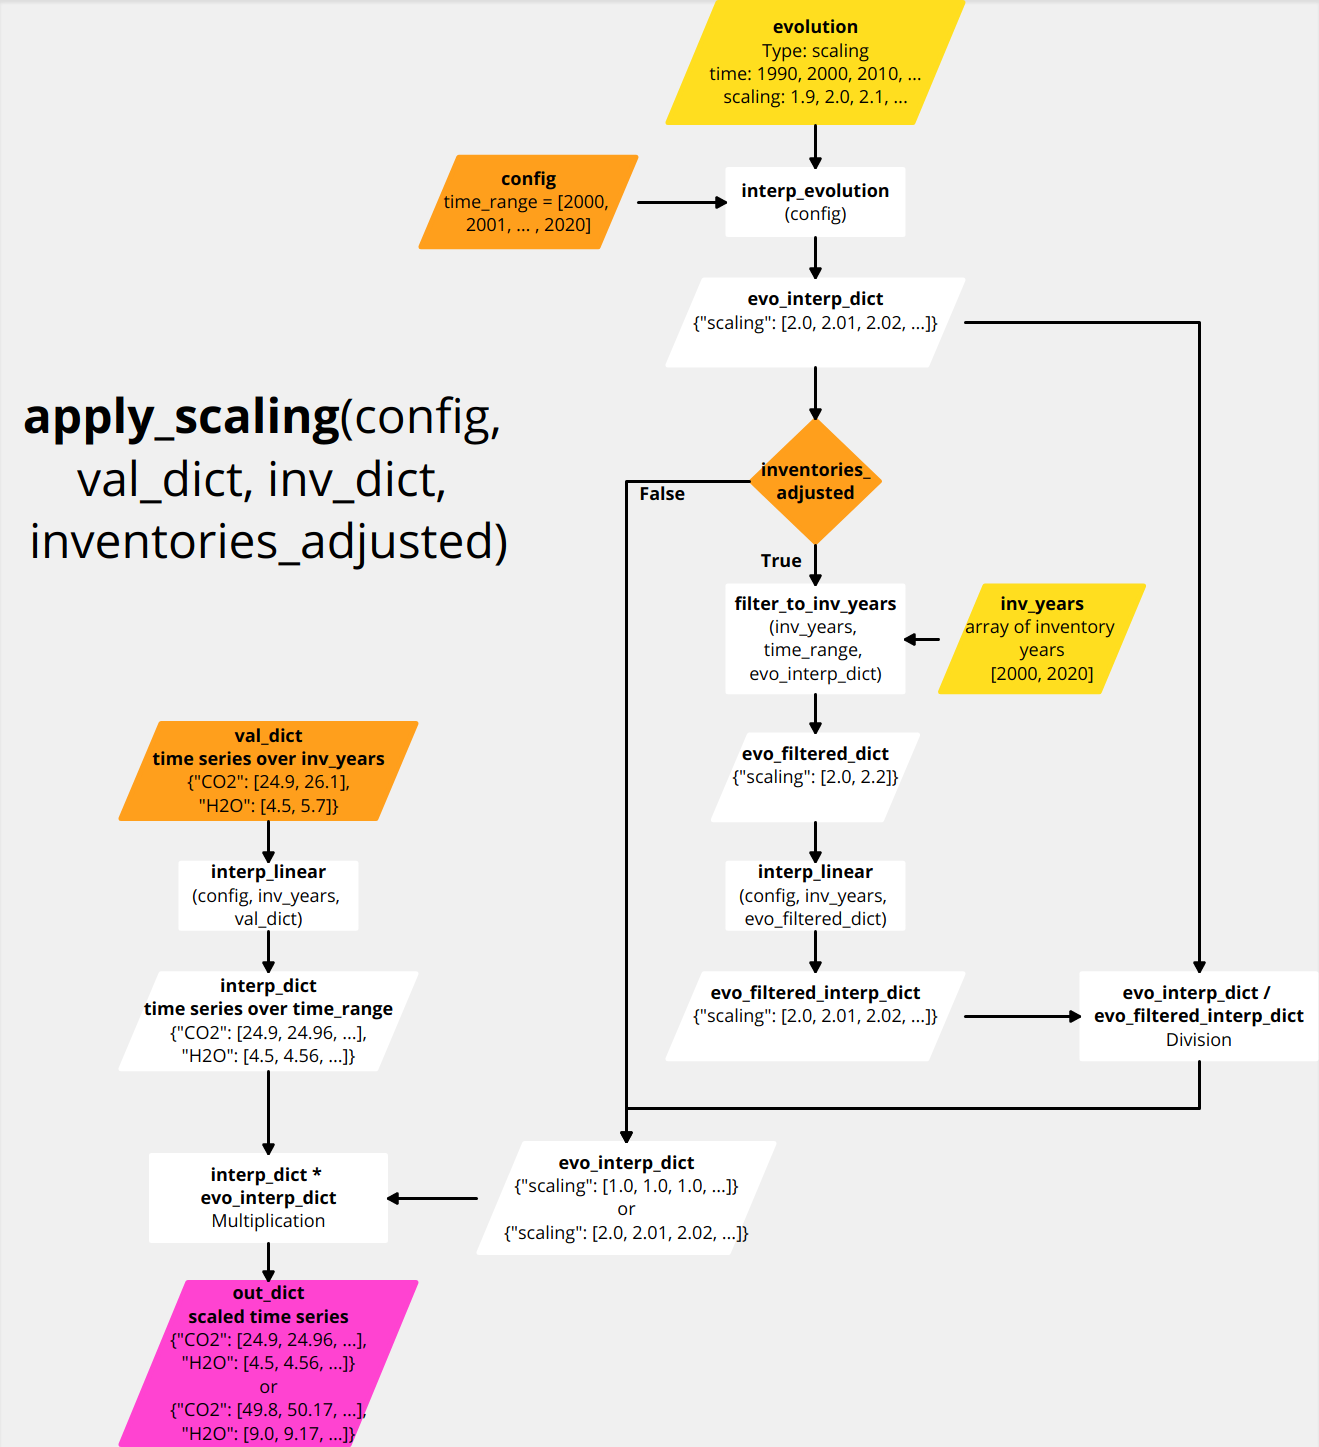 evolution
Type: scaling
time: 1990, 2000, 2010, ...
scaling: 1.9, 2.0, 2.1, ...
config
time_range = [2000,
2001, ... , 2020]
interp_evolution
(config)
evo_interp_dict
{"scaling": [2.0, 2.01, 2.02, ...]}
apply_scaling(config,
val_dict, inv_dict,
inventories_adjusted)
inventories_
adjusted
False
True
filter_to_inv_years
(inv_years,
time_range,
evo_interp_dict)
inv_years
array of inventory
years
[2000, 2020]
evo_filtered_dict
{"scaling": [2.0, 2.2]}
val_dict
time series over inv_years
{"CO2": [24.9, 26.1],
"H2O": [4.5, 5.7]}
interp_linear
(config, inv_years,
val_dict)
interp_linear
(config, inv_years,
evo_filtered_dict)
interp_dict
time series over time_range
{"CO2": [24.9, 24.96, ...],
"H2O": [4.5, 4.56, ...]}
evo_filtered_interp_dict
{"scaling": [2.0, 2.01, 2.02, ...]}
evo_interp_dict /
evo_filtered_interp_dict
Division
interp_dict *
evo_interp_dict
Multiplication
evo_interp_dict
{"scaling": [1.0, 1.0, 1.0, ...]}
or
{"scaling": [2.0, 2.01, 2.02, ...]}
out_dict
scaled time series
{"CO2": [24.9, 24.96, ...],
"H2O": [4.5, 4.56, ...]}
or
{"CO2": [49.8, 50.17, ...],
"H2O": [9.0, 9.17, ...]}